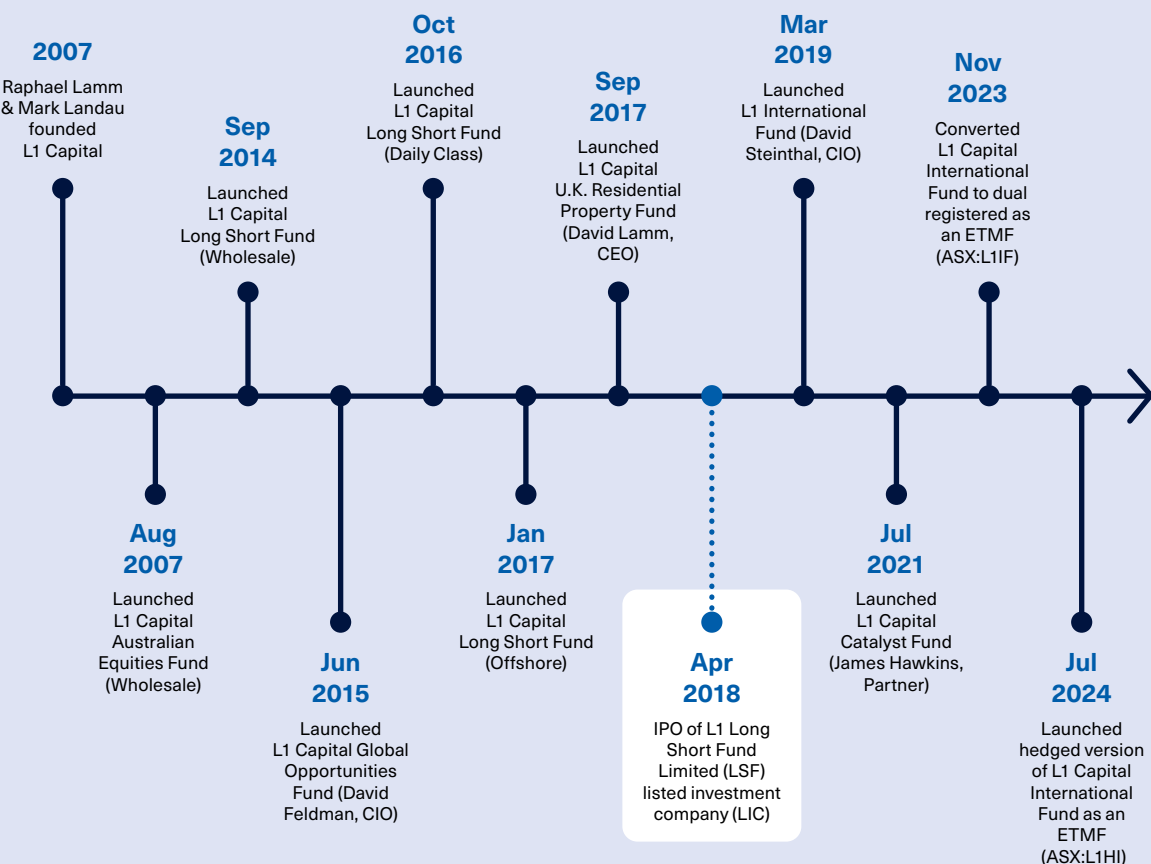 2007
Raphael Lamm
& Mark Landau
founded
L1 Capital
Aug
2007
Launched
L1 Capital
Australian
Equities Fund
(Wholesale)
Sep
2014
Launched
L1 Capital
Long Short Fund
(Wholesale)
Jun
2015
Launched
L1 Capital Global
Opportunities
Fund (David
Feldman, CIO)
Oct
2016
Launched
L1 Capital
Long Short Fund
(Daily Class)
Jan
2017
Launched
L1 Capital
Long Short Fund
(Offshore)
Sep
2017
Launched
L1 Capital
U.K. Residential
Property Fund
(David Lamm,
CEO)
Apr
2018
IPO of L1 Long
Short Fund
Limited (LSF)
listed investment
company (LIC)
Mar
2019
Launched
L1 International
Fund (David
Steinthal, CIO)
Jul
2021
Launched
L1 Capital
Catalyst Fund
(James Hawkins,
Partner)
Nov
2023
Converted
L1 Capital
International
Fund to dual
registered as
an ETMF
(ASX:L1IF)
Jul
2024
Launched
hedged version
of L1 Capital
International
Fund as an
ETMF
(ASX:L1HI)